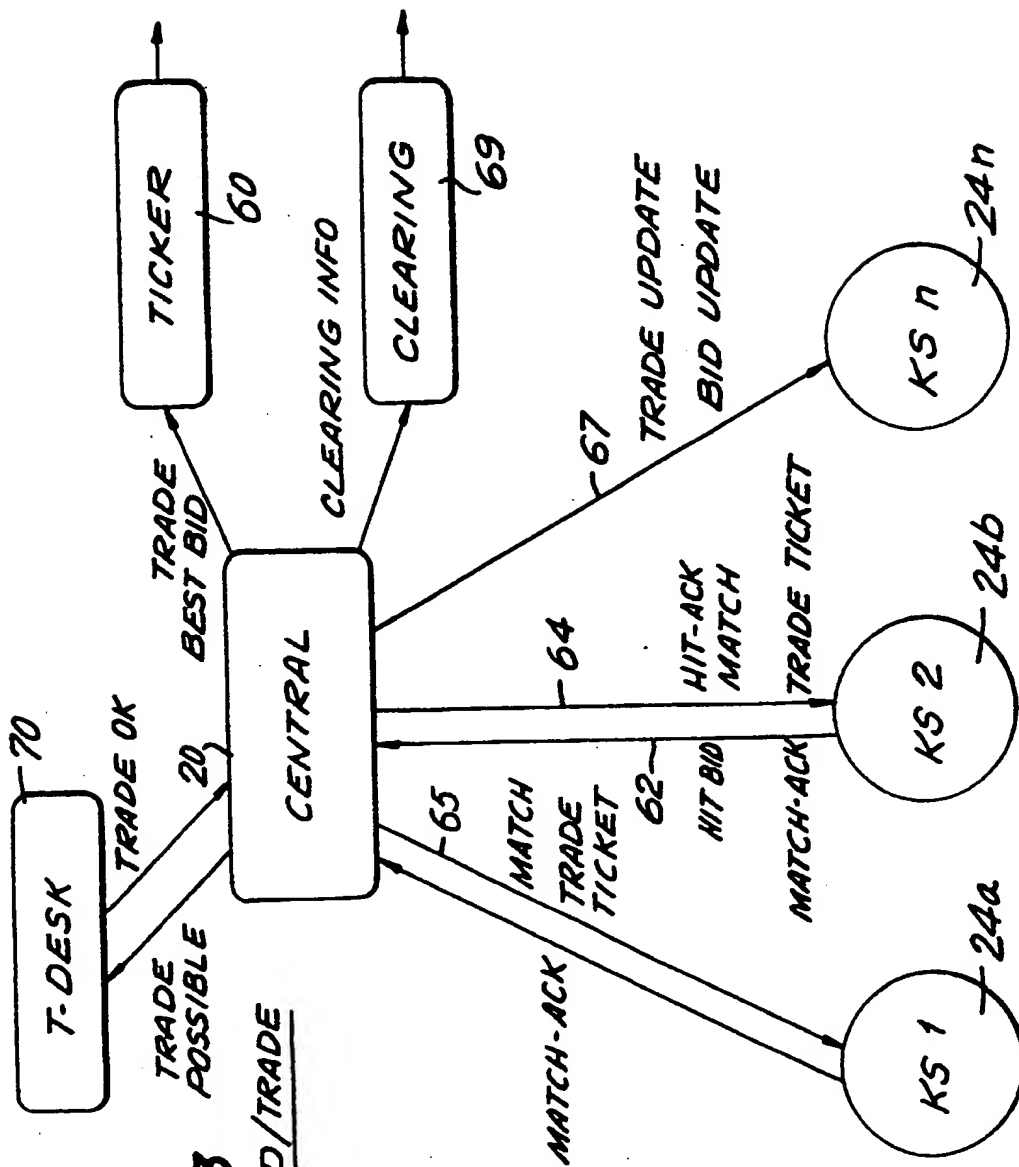 70
T-DESK
TRADE OK
TRADE
POSSIBLE
20
CENTRAL
TRADE
BEST BID
TICKER
60
CLEARING INFO
CLEARING
69
3
D/TRADE
MATCH-ACK
65
MATCH
TRADE
TICKET
62
HIT BID
MATCH-ACK
64
HIT-ACK
MATCH
TRADE TICKET
67
TRADE UPDATE
BID UPDATE
KS 1
24a
KS 2
24b
KS n
24n